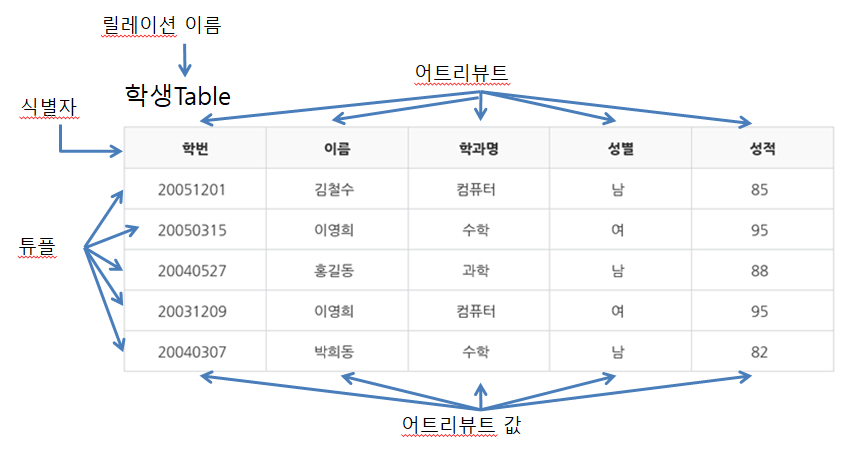 릴레이션 이름
어트리뷰트
학생Table
식별자
학번 이름 학과명 성별 성적
20051201 김철수 컴퓨터 남 85
20050315 이영희 수학 여 95
튜플
20040527 홍길동 과학 남 88
20031209 이영희 컴퓨터 여 95
20040307 박희동 수학 남 82
어트리뷰트 값